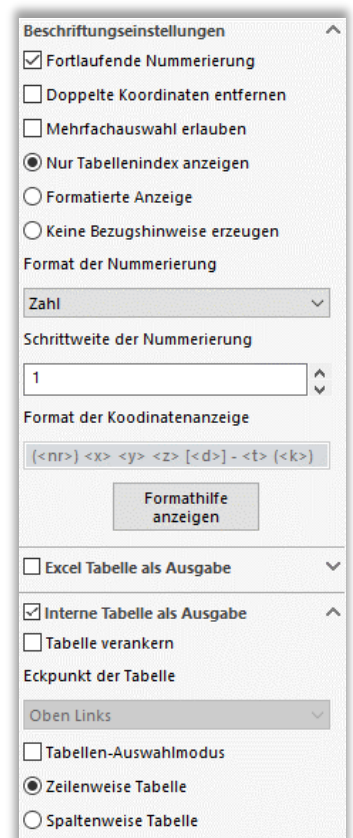 Beschriftungseinstellungen
Fortlaufende Nummerierung
Doppelte Koordinaten entfernen
Mehrfachauswahl erlauben
Nur Tabellenindex anzeigen
Formatierte Anzeige
Keine Bezugshinweise erzeugen
Format der Nummerierung
Zahl
Schrittweite der Nummerierung
1
Format der Koodinatenanzeige
(<nr>) <x> <y> <z> [<d>] - <t> (<k>)
Formathilfe
anzeigen
Excel Tabelle als Ausgabe
Interne Tabelle als Ausgabe
Tabelle verankern
Eckpunkt der Tabelle
Oben Links
Tabellen-Auswahlmodus
Zeilenweise Tabelle
Spaltenweise Tabelle